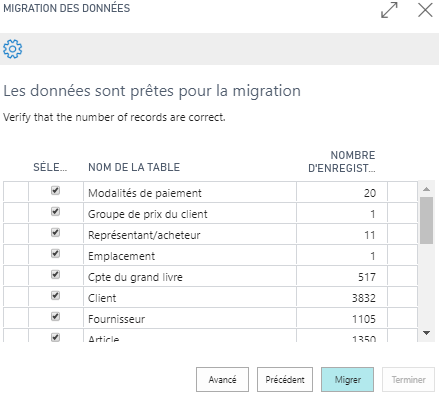 MIGRATION DES DONNÉES
Les données sont prêtes pour la migration
Verify that the number of records are correct.
SÉLE... NOM DE LA TABLE NOMBRE
D'ENREGIST...
Modalités de paiement 20
Groupe de prix du client 1
Représentant/acheteur 11
Emplacement 1
Cpte du grand livre 517
Client 3832
Fournisseur 1105
Article 1350
Avancé Précédent Migrer Terminer